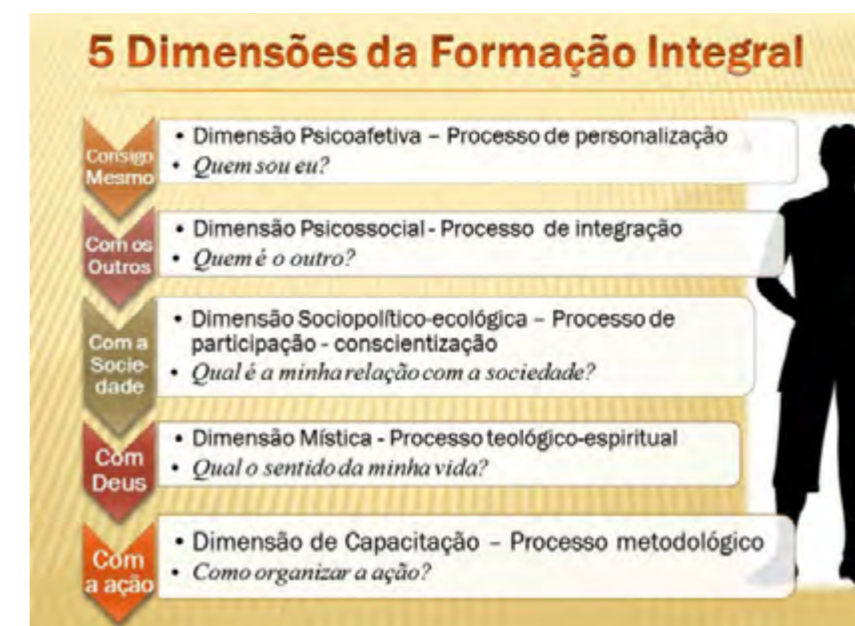 5 Dimensões da Formação Integral
Consigo
Mesmo
• Dimensão Psicoafetiva – Processo de personalização
• Quem sou eu?
Com os
Outros
• Dimensão Psicossocial - Processo de integração
• Quem é o outro?
Com a
Socie-
dade
• Dimensão Sociopolítico-ecológica – Processo de
participação - conscientização
• Qual é a minha relação com a sociedade?
Com
Deus
• Dimensão Mística - Processo teológico-espiritual
• Qual o sentido da minha vida?
Com
a ação
• Dimensão de Capacitação – Processo metodológico
• Como organizar a ação?